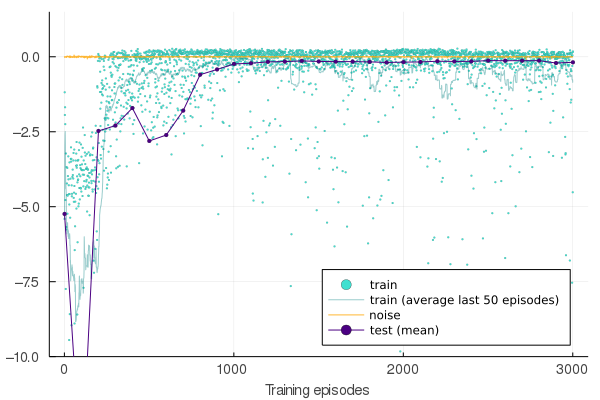 0.0
−2.5
−5.0
−7.5
−10.0
0
1000
2000
3000
Training episodes
train
train (average last 50 episodes)
noise
test (mean)